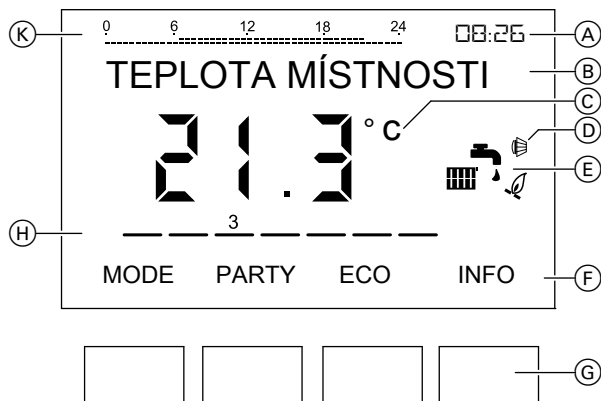 0 6 12 18 24
K 08:26 A
TEPLOTA MÍSTNOSTI B
21.3 °C C
D
E
3
H
MODE PARTY ECO INFO F
G